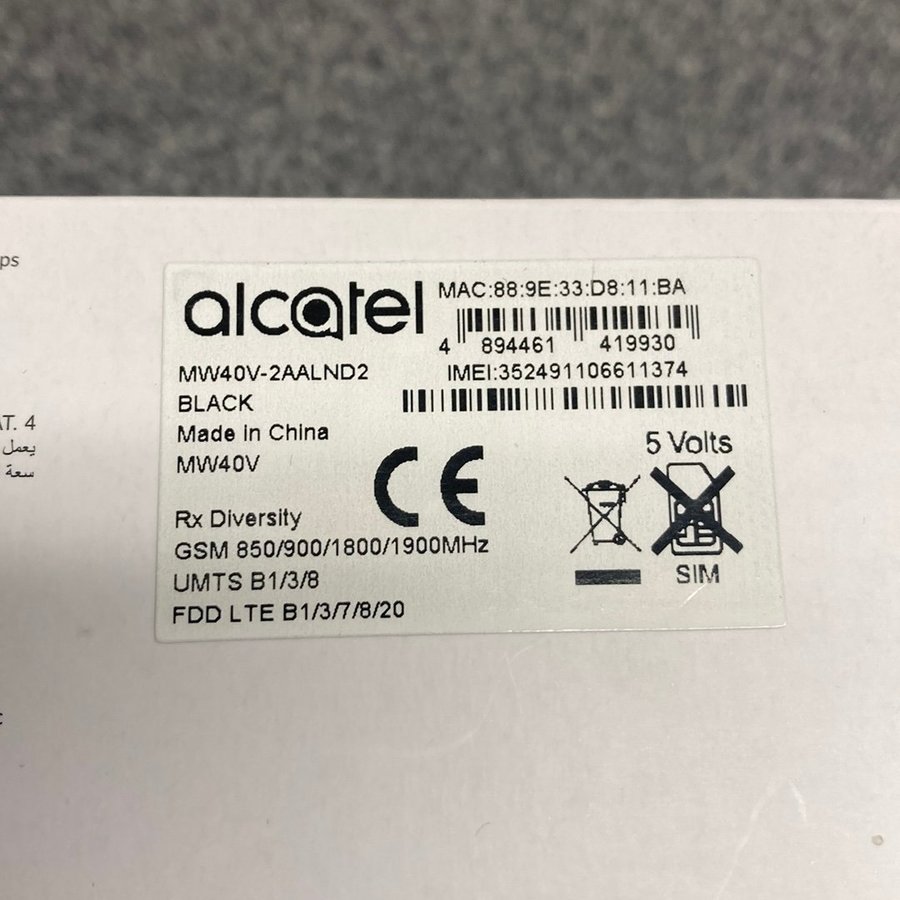 ps
AT. 4
يعمل
سعة
c
alcatel
MAC:88:9E:33:D8:11:BA
4 894461 419930
MW40V-2AALND2
IMEI:352491106611374
BLACK
Made in China
MW40V
CE
5 Volts
Rx Diversity
GSM 850/900/1800/1900MHz
UMTS B1/3/8
FDD LTE B1/3/7/8/20
SIM